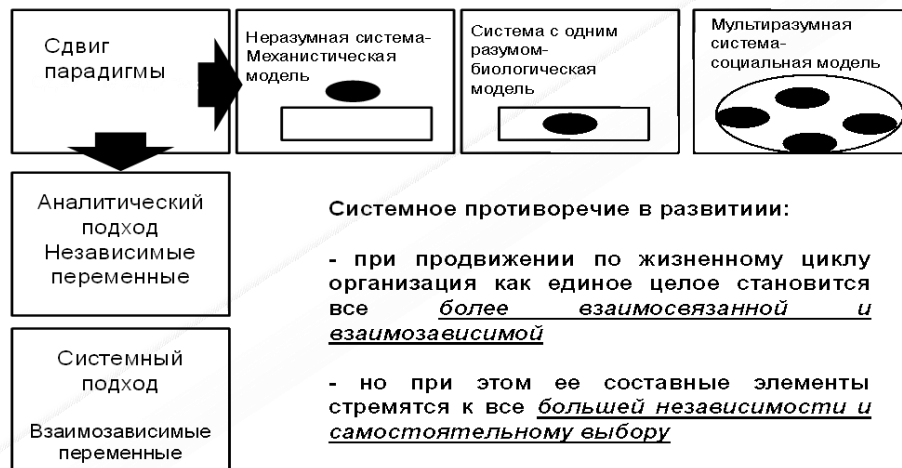 Сдвиг
парадигмы
Неразумная система-
Механистическая
модель
Система с одним
разумом-
биологическая
модель
Мультиразумная
система-
социальная модель
Аналитический
подход
Независимые
переменные
Системный
подход
Взаимозависимые
переменные
Системное противоречие в развитиии:
- при продвижении по жизненному циклу
организация как единое целое становится
все более взаимосвязанной и
взаимозависимой
- но при этом ее составные элементы
стремятся к все большей независимости и
самостоятельному выбору